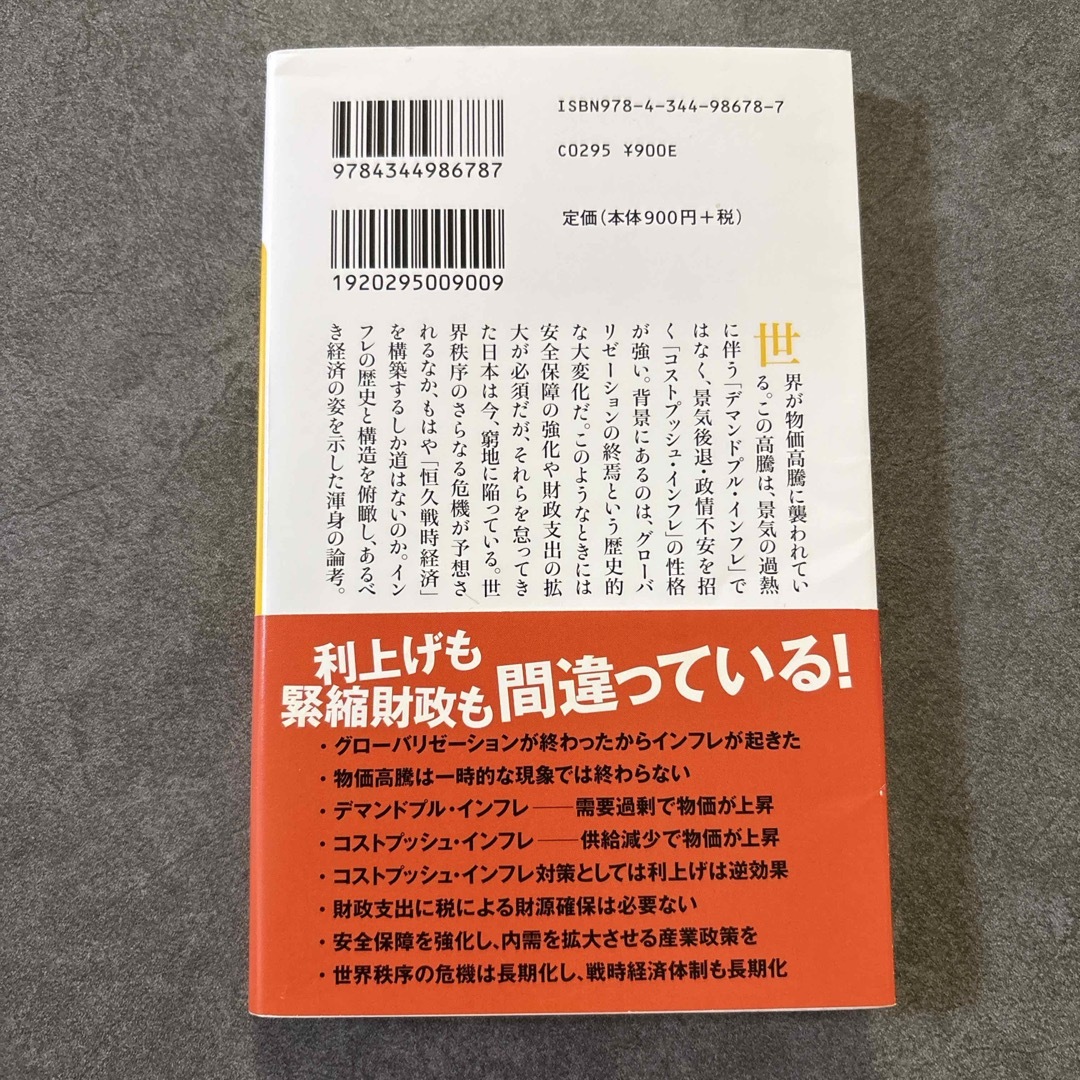 ISBN978-4-344-98678-7
C0295 ¥900E
9784344986787
定価(本体900円+税)
1920295009009
世界が物価高騰に襲われてい
る。この高騰は、景気の過熱
に伴う「デマンドプル・インフレ」で
はなく、景気後退・政情不安を招
く「コストプッシュ・インフレ」の性格
が強い。背景にあるのは、グローバ
リゼーションの終焉という歴史的
な大変化だ。このようなときには
安全保障の強化や財政支出の拡
大が必須だが、それらを怠ってき
た日本は今、窮地に陥っている。世
界秩序のさらなる危機が予想さ
れるなか、もはや「恒久戦時経済」
を構築するしか道はないのか。イン
フレの歴史と構造を俯瞰し、あるべ
き経済の姿を示した渾身の論考。
利上げも
緊縮財政も
間違っている!
・グローバリゼーションが終わったからインフレが起きた
・物価高騰は一時的な現象では終わらない
・デマンドプル・インフレ——需要過剰で物価が上昇
・コストプッシュ・インフレ——供給減少で物価が上昇
・コストプッシュ・インフレ対策としては利上げは逆効果
・財政支出に税による財源確保は必要ない
・安全保障を強化し、内需を拡大させる産業政策を
・世界秩序の危機は長期化し、戦時経済体制も長期化